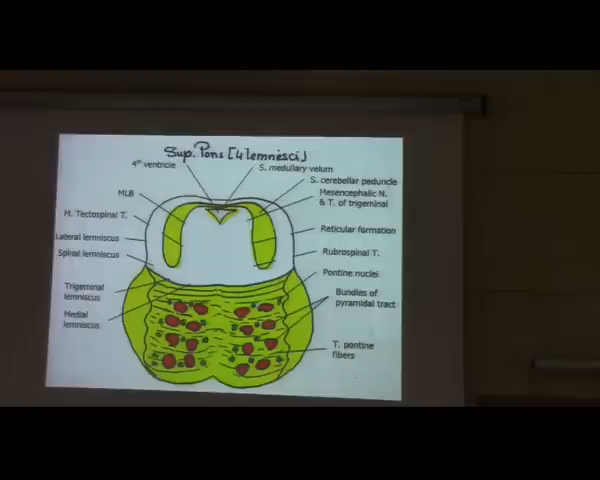 Sup. Pons [4 lemnisci]
4th ventricle
S. medullary velum
S. cerebellar peduncle
MLB
Mesencephalic N.
& T. of trigeminal
M. Tectospinal T.
Reticular formation
Lateral lemniscus
Spinal lemniscus
Rubrospinal T.
Pontine nuclei
Trigeminal
lemniscus
Bundles of
pyramidal tract
Medial
lemniscus
T. pontine
fibers